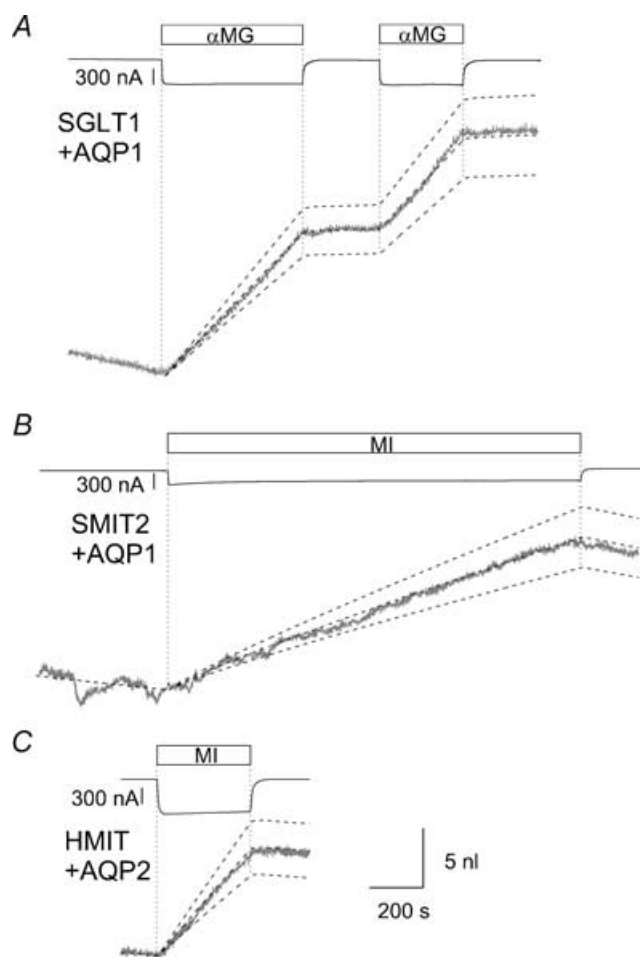 A
αMG
αMG
300 nA
SGLT1
+AQP1
B
MI
300 nA
SMIT2
+AQP1
C
MI
300 nA
HMIT
+AQP2
5 nl
200 s